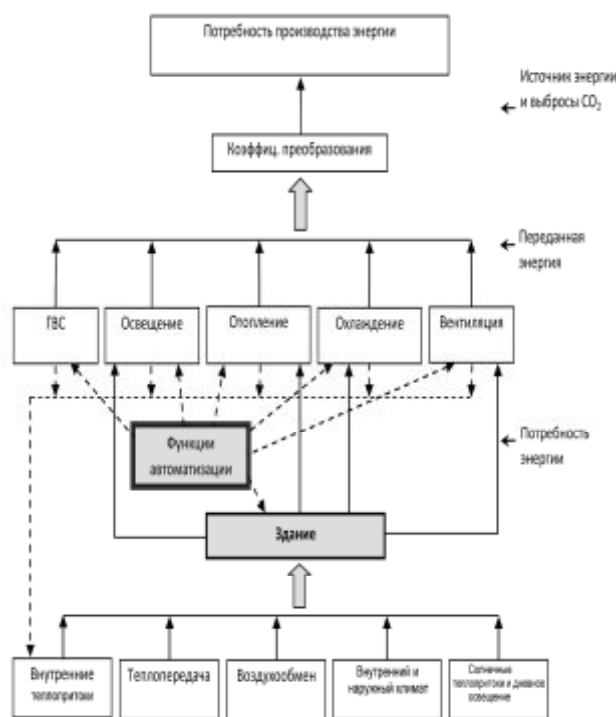 Потребность производства энергии
Источник энергии
и выбросы CO₂
Коэффиц. преобразования
Переданная
энергия
ГВС
Освещение
Отопление
Охлаждение
Вентиляция
Функции
автоматизации
Потребность
энергии
Здание
Внутренние
теплопритоки
Теплопередача
Воздухообмен
Внутренний и
наружный климат
Солнечные
теплопритоки и дневное
освещение